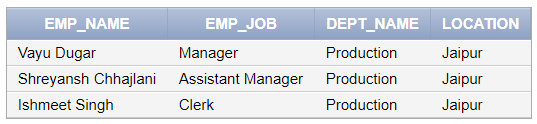 EMP_NAME EMP_JOB DEPT_NAME LOCATION
Vayu Dugar Manager Production Jaipur
Shreyansh Chhajlani Assistant Manager Production Jaipur
Ishmeet Singh Clerk Production Jaipur